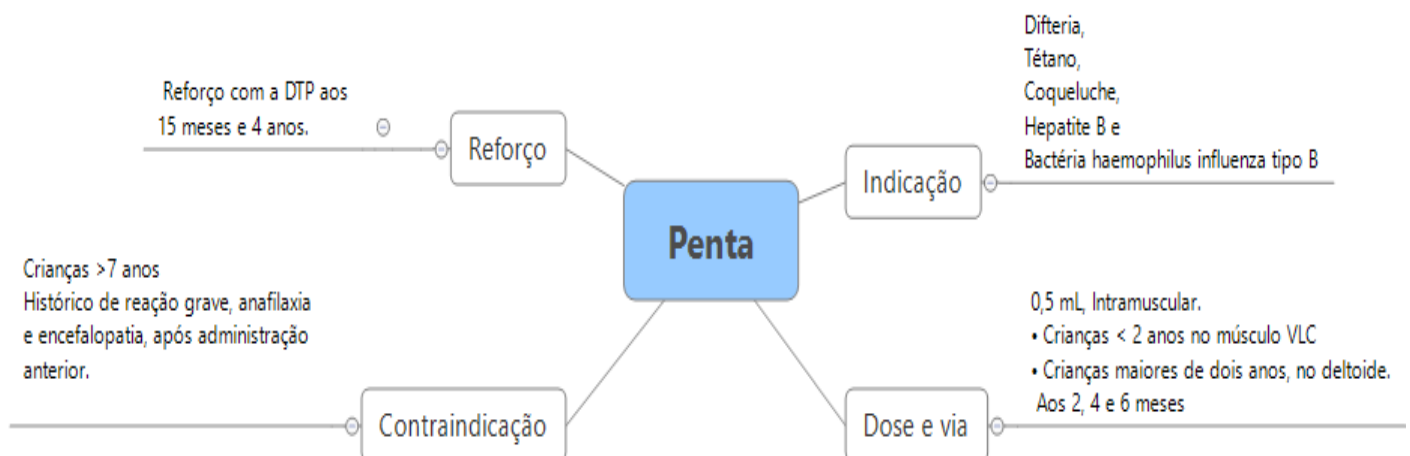 Penta
Reforço
Reforço com a DTP aos
15 meses e 4 anos.
Indicação
Difteria,
Tétano,
Coqueluche,
Hepatite B e
Bactéria haemophilus influenza tipo B
Contraindicação
Crianças >7 anos
Histórico de reação grave, anafilaxia
e encefalopatia, após administração
anterior.
Dose e via
0,5 mL, Intramuscular.
• Crianças < 2 anos no músculo VLC
• Crianças maiores de dois anos, no deltoide.
Aos 2, 4 e 6 meses